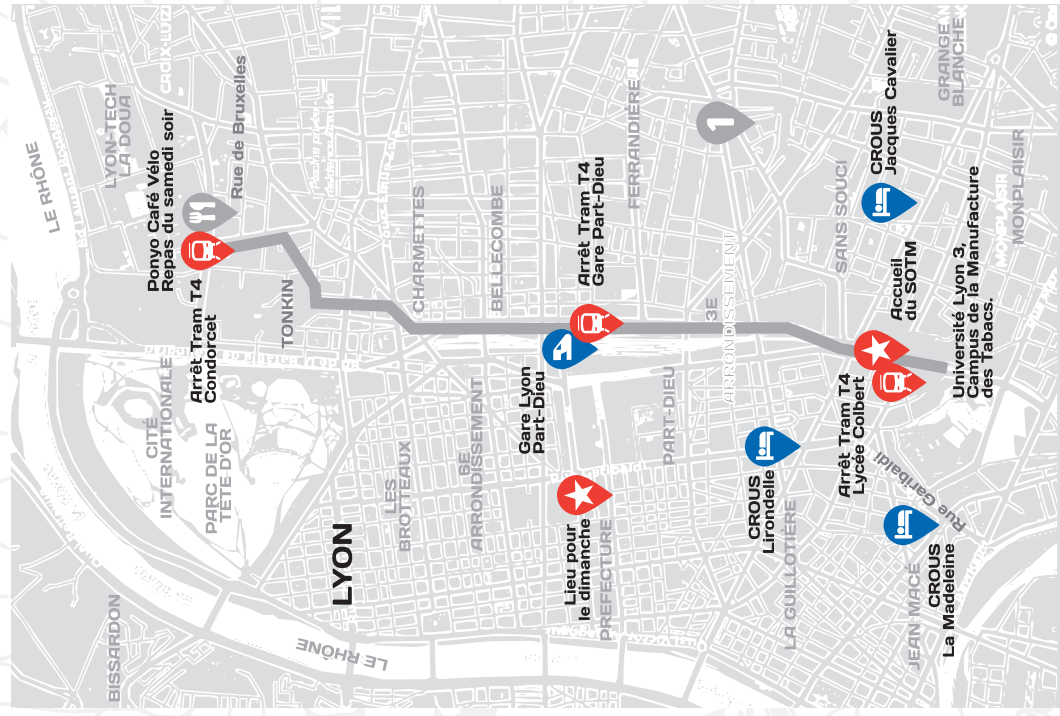 LE RHÔNE
LYON-TECH
LA DOUA
Ponyo Café Vélo
Repas du samedi soir
Rue de Bruxelles
Arrêt Tram T4
Condorcet
CITÉ
INTERNATIONALE
PARC DE LA
TÊTE-D'OR
TONKIN
BISSARDON
LYON
LES
BROTTEAUX
CHARMETTES
6E
ARRONDISSEMENT
BELLECOMBE
LE RHÔNE
Gare Lyon
Part-Dieu
Arrêt Tram T4
Gare Part-Dieu
FERRANDIÈRE
Lieu pour
le dimanche
PRÉFECTURE
PART-DIEU
3E
ARRONDISSEMENT
1
CROUS
Lirondelle
LA GUILLOTIÈRE
SANS SOUCI
CROUS
Jacques Cavalier
GRANGE
BLANCHE
Arrêt Tram T4
Lycée Colbert
Accueil
du SOTM
Rue Garibaldi
JEAN MACÉ
CROUS
La Madeleine
Université Lyon 3,
Campus de la Manufacture
des Tabacs.
MONPLAISIR
MONPLAISIR